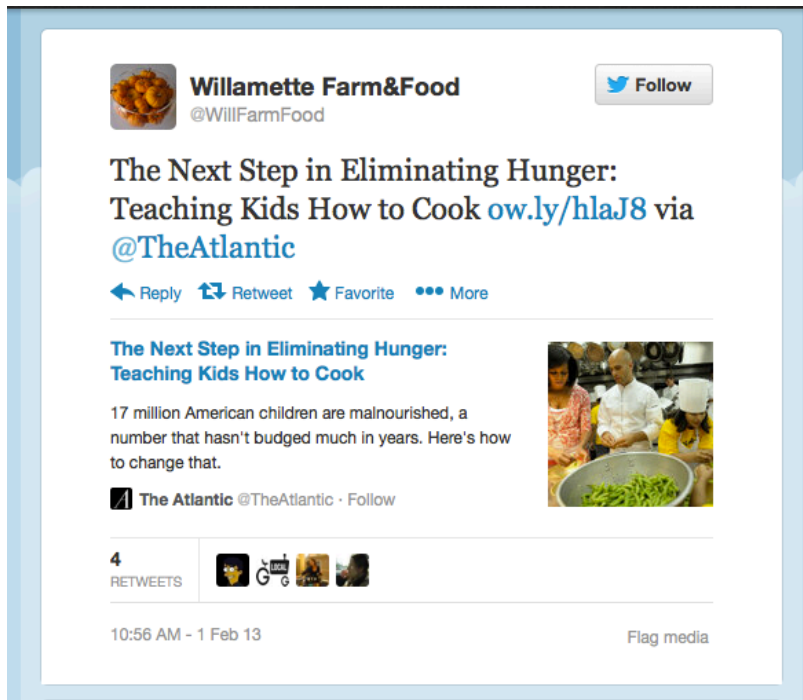 Willamette Farm&Food
@WillFarmFood
Follow
The Next Step in Eliminating Hunger:
Teaching Kids How to Cook ow.ly/hlaJ8 via
@TheAtlantic
Reply Retweet Favorite More
The Next Step in Eliminating Hunger:
Teaching Kids How to Cook
17 million American children are malnourished, a
number that hasn't budged much in years. Here's how
to change that.
A The Atlantic @TheAtlantic · Follow
4
RETWEETS
LOCAL
10:56 AM - 1 Feb 13
Flag media